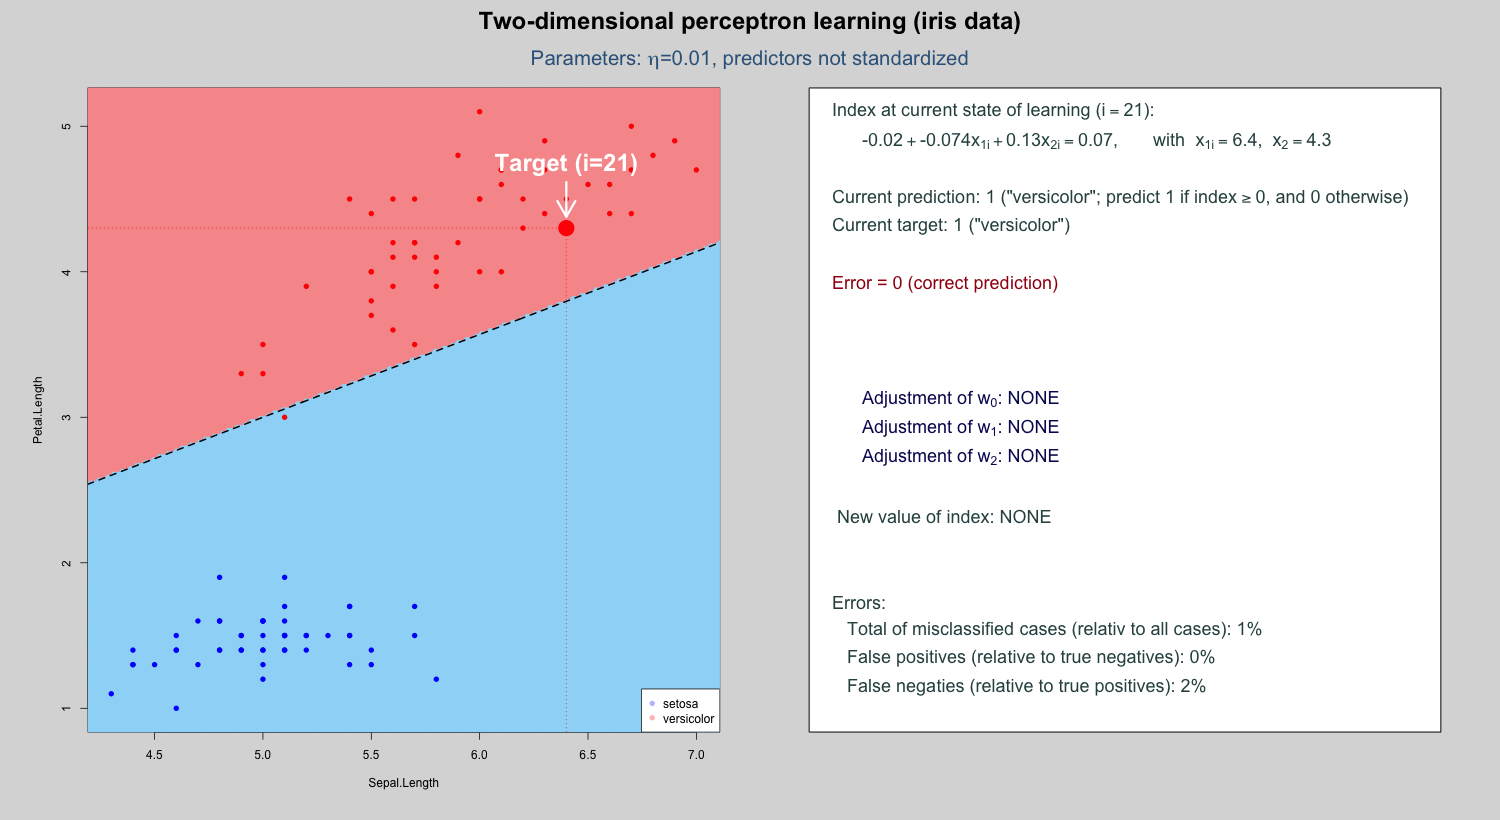 Two-dimensional perceptron learning (iris data)
Parameters: η=0.01, predictors not standardized
5
4
3
2
1
Petal.Length
Target (i=21)
setosa
versicolor
4.5 5.0 5.5 6.0 6.5 7.0
Sepal.Length
Index at current state of learning (i = 21):
-0.02 + -0.074x1i + 0.13x2i = 0.07, with x1i = 6.4, x2 = 4.3
Current prediction: 1 ("versicolor"; predict 1 if index ≥ 0, and 0 otherwise)
Current target: 1 ("versicolor")
Error = 0 (correct prediction)
Adjustment of w0: NONE
Adjustment of w1: NONE
Adjustment of w2: NONE
New value of index: NONE
Errors:
Total of misclassified cases (relativ to all cases): 1%
False positives (relative to true negatives): 0%
False negaties (relative to true positives): 2%